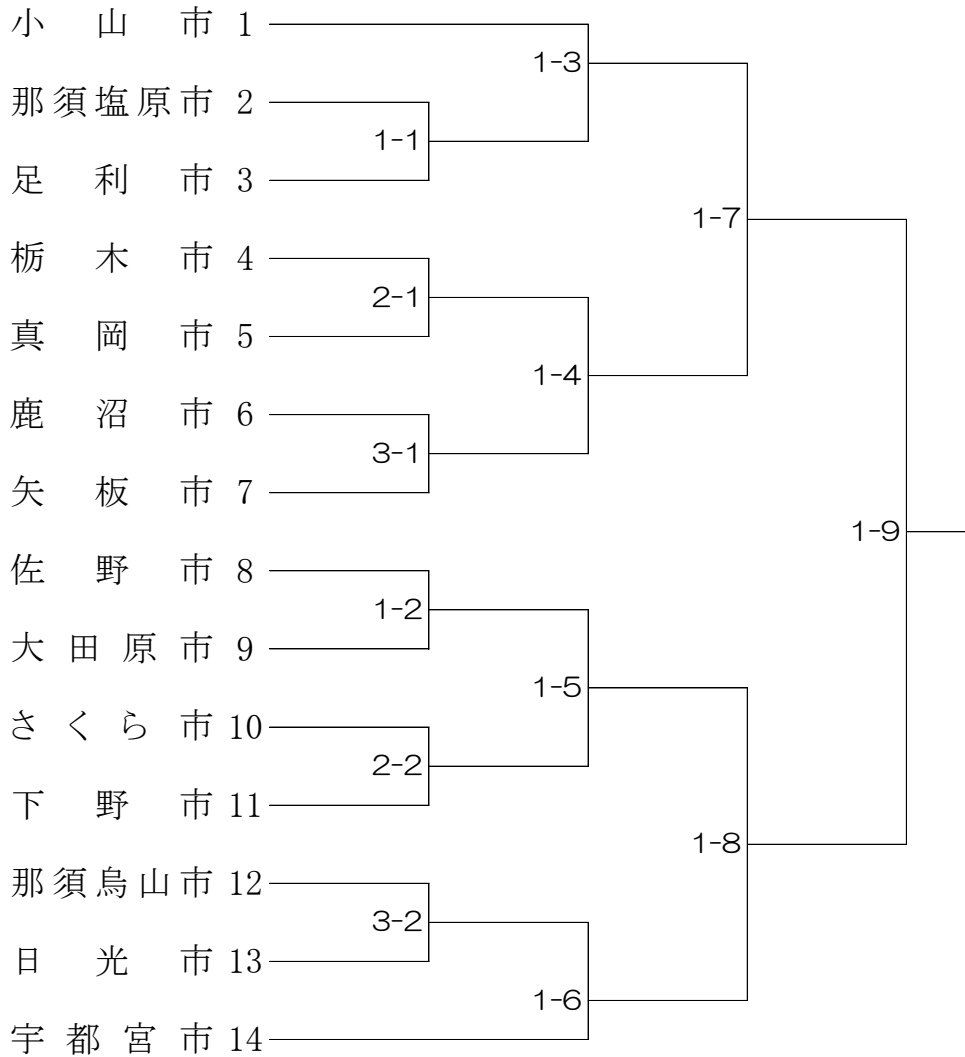 小山市 1
1-3
那須塩原市 2
1-1
足利市 3
1-7
栃木市 4
2-1
真岡市 5
1-4
鹿沼市 6
3-1
矢板市 7
1-9
佐野市 8
1-2
大田原市 9
1-5
さくら市 10
2-2
下野市 11
1-8
那須烏山市 12
3-2
日光市 13
1-6
宇都宮市 14